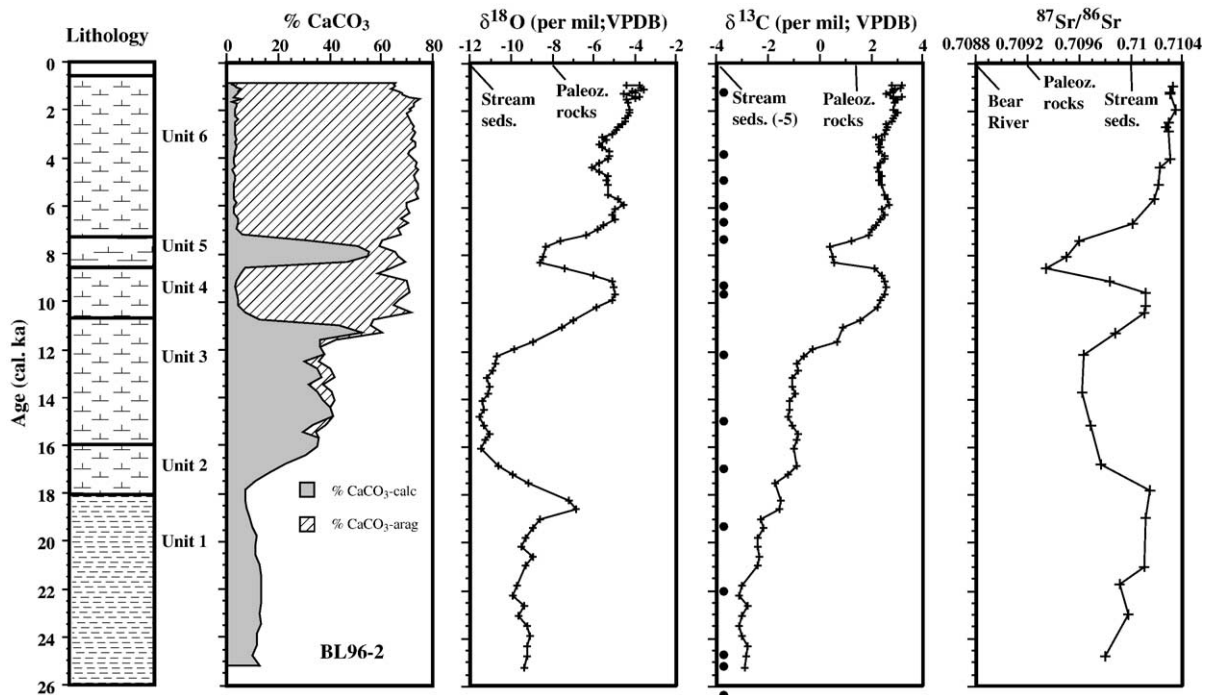 Lithology
% CaCO₃
0 20 40 60 80
δ¹⁸O (per mil;VPDB)
-12 -10 -8 -6 -4 -2
δ¹³C (per mil; VPDB)
-4 -2 0 2 4
⁸⁷Sr/⁸⁶Sr
0.7088 0.7092 0.7096 0.71 0.7104
Age (cal. ka)
0
2
4
6
8
10
12
14
16
18
20
22
24
26
Unit 6
Unit 5
Unit 4
Unit 3
Unit 2
Unit 1
% CaCO₃-calc
% CaCO₃-arag
BL96-2
Stream
seds.
Paleoz.
rocks
Stream
seds. (-5)
Paleoz.
rocks
Bear
River
Paleoz.
rocks
Stream
seds.